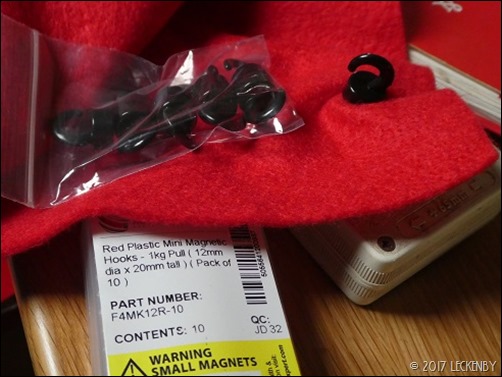 Red Plastic Mini Magnetic
Hooks - 1kg Pull ( 12mm
dia x 20mm tall ) ( Pack of
10 )
PART NUMBER:
F4MK12R-10
CONTENTS: 10
QC:
JD 32
WARNING
SMALL MAGNETS
© 2017 LECKENBY